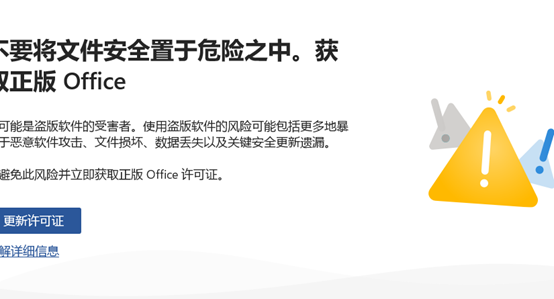 不要将文件安全置于危险之中。获
取正版 Office
可能是盗版软件的受害者。使用盗版软件的风险可能包括更多地暴
于恶意软件攻击、文件损坏、数据丢失以及关键安全更新遗漏。
避免此风险并立即获取正版 Office 许可证。
更新许可证
解详细信息